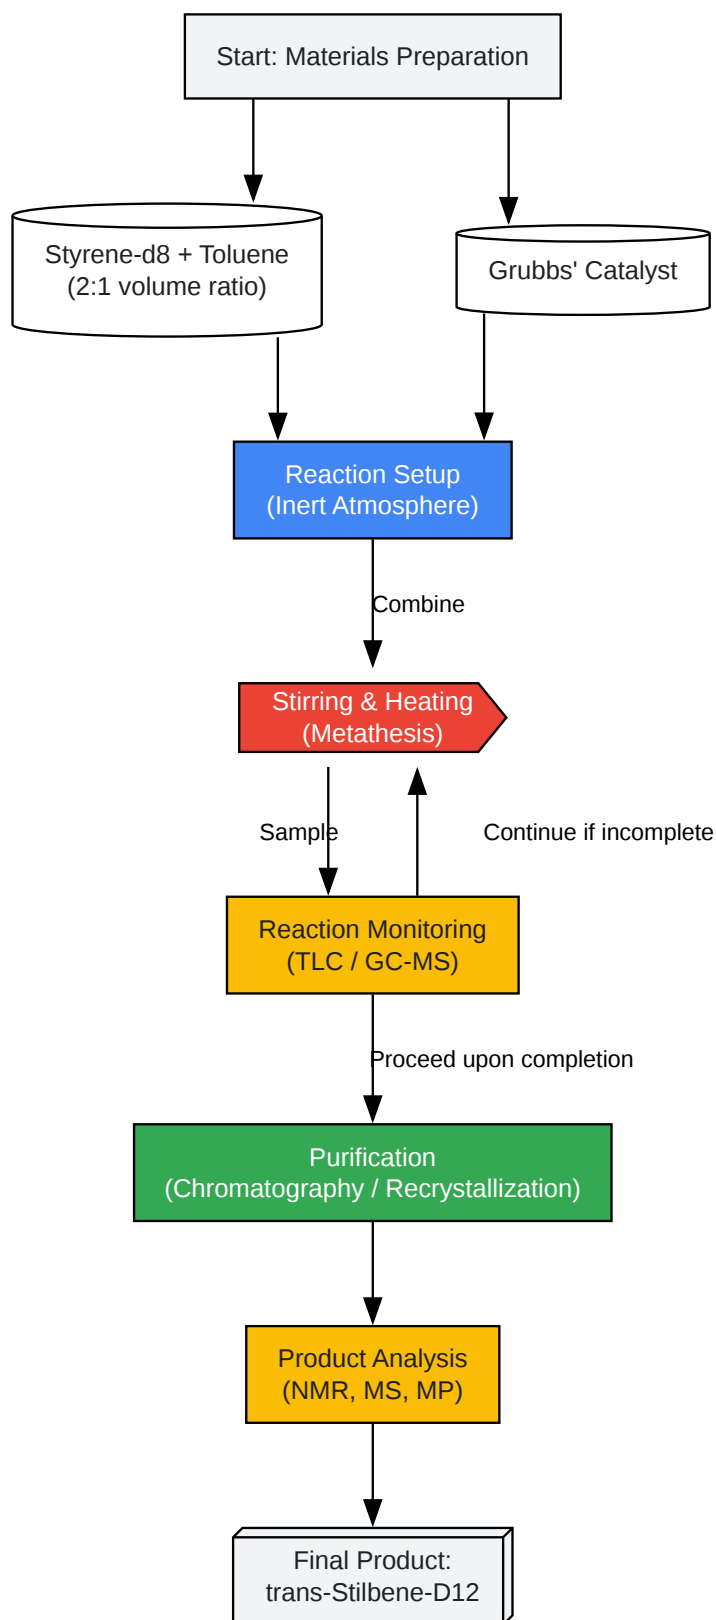 Start: Materials Preparation
Styrene-d8 + Toluene
(2:1 volume ratio)
Grubbs' Catalyst
Reaction Setup
(Inert Atmosphere)
Combine
Stirring & Heating
(Metathesis)
Sample
Continue if incomplete
Reaction Monitoring
(TLC / GC-MS)
Proceed upon completion
Purification
(Chromatography / Recrystallization)
Product Analysis
(NMR, MS, MP)
Final Product:
trans-Stilbene-D12